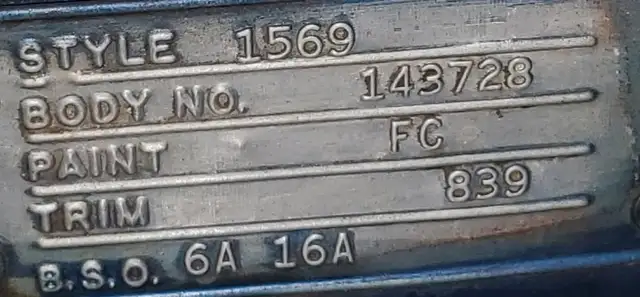 STYLE 1569
BODY NO. 143728
PAINT FC
TRIM 839
B.S.O. 6A 16A